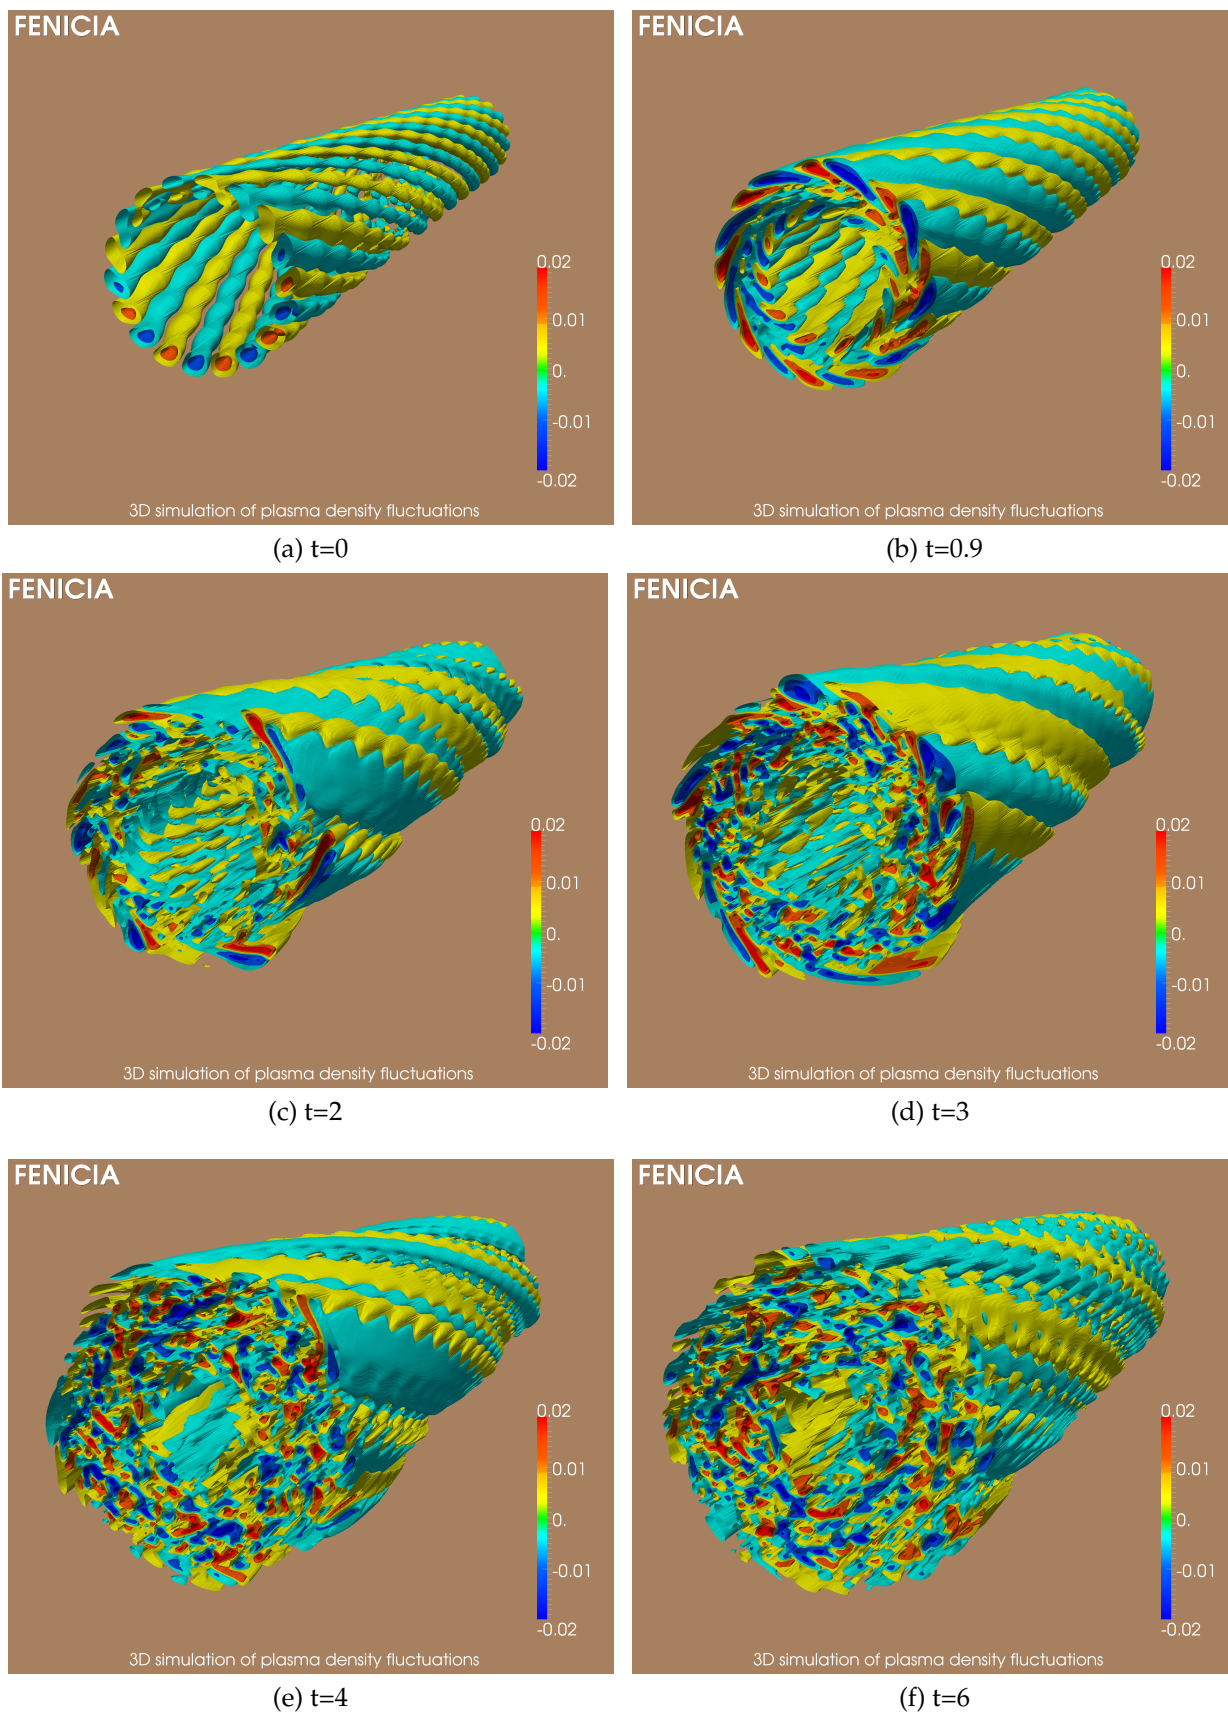 FENICIA
0.02
0.01
0.
-0.01
-0.02
3D simulation of plasma density fluctuations
(a) t=0
FENICIA
0.02
0.01
0.
-0.01
-0.02
3D simulation of plasma density fluctuations
(b) t=0.9
FENICIA
0.02
0.01
0.
-0.01
-0.02
3D simulation of plasma density fluctuations
(c) t=2
FENICIA
0.02
0.01
0.
-0.01
-0.02
3D simulation of plasma density fluctuations
(d) t=3
FENICIA
0.02
0.01
0.
-0.01
-0.02
3D simulation of plasma density fluctuations
(e) t=4
FENICIA
0.02
0.01
0.
-0.01
-0.02
3D simulation of plasma density fluctuations
(f) t=6